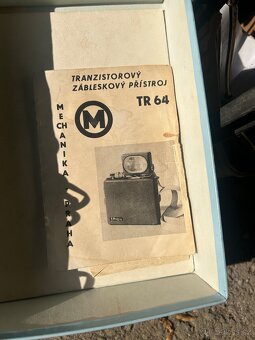 TRANZISTOROVÝ
ZÁBLESKOVÝ PŘÍSTROJ
TR 64
M
MECHANIKA
PRAHA